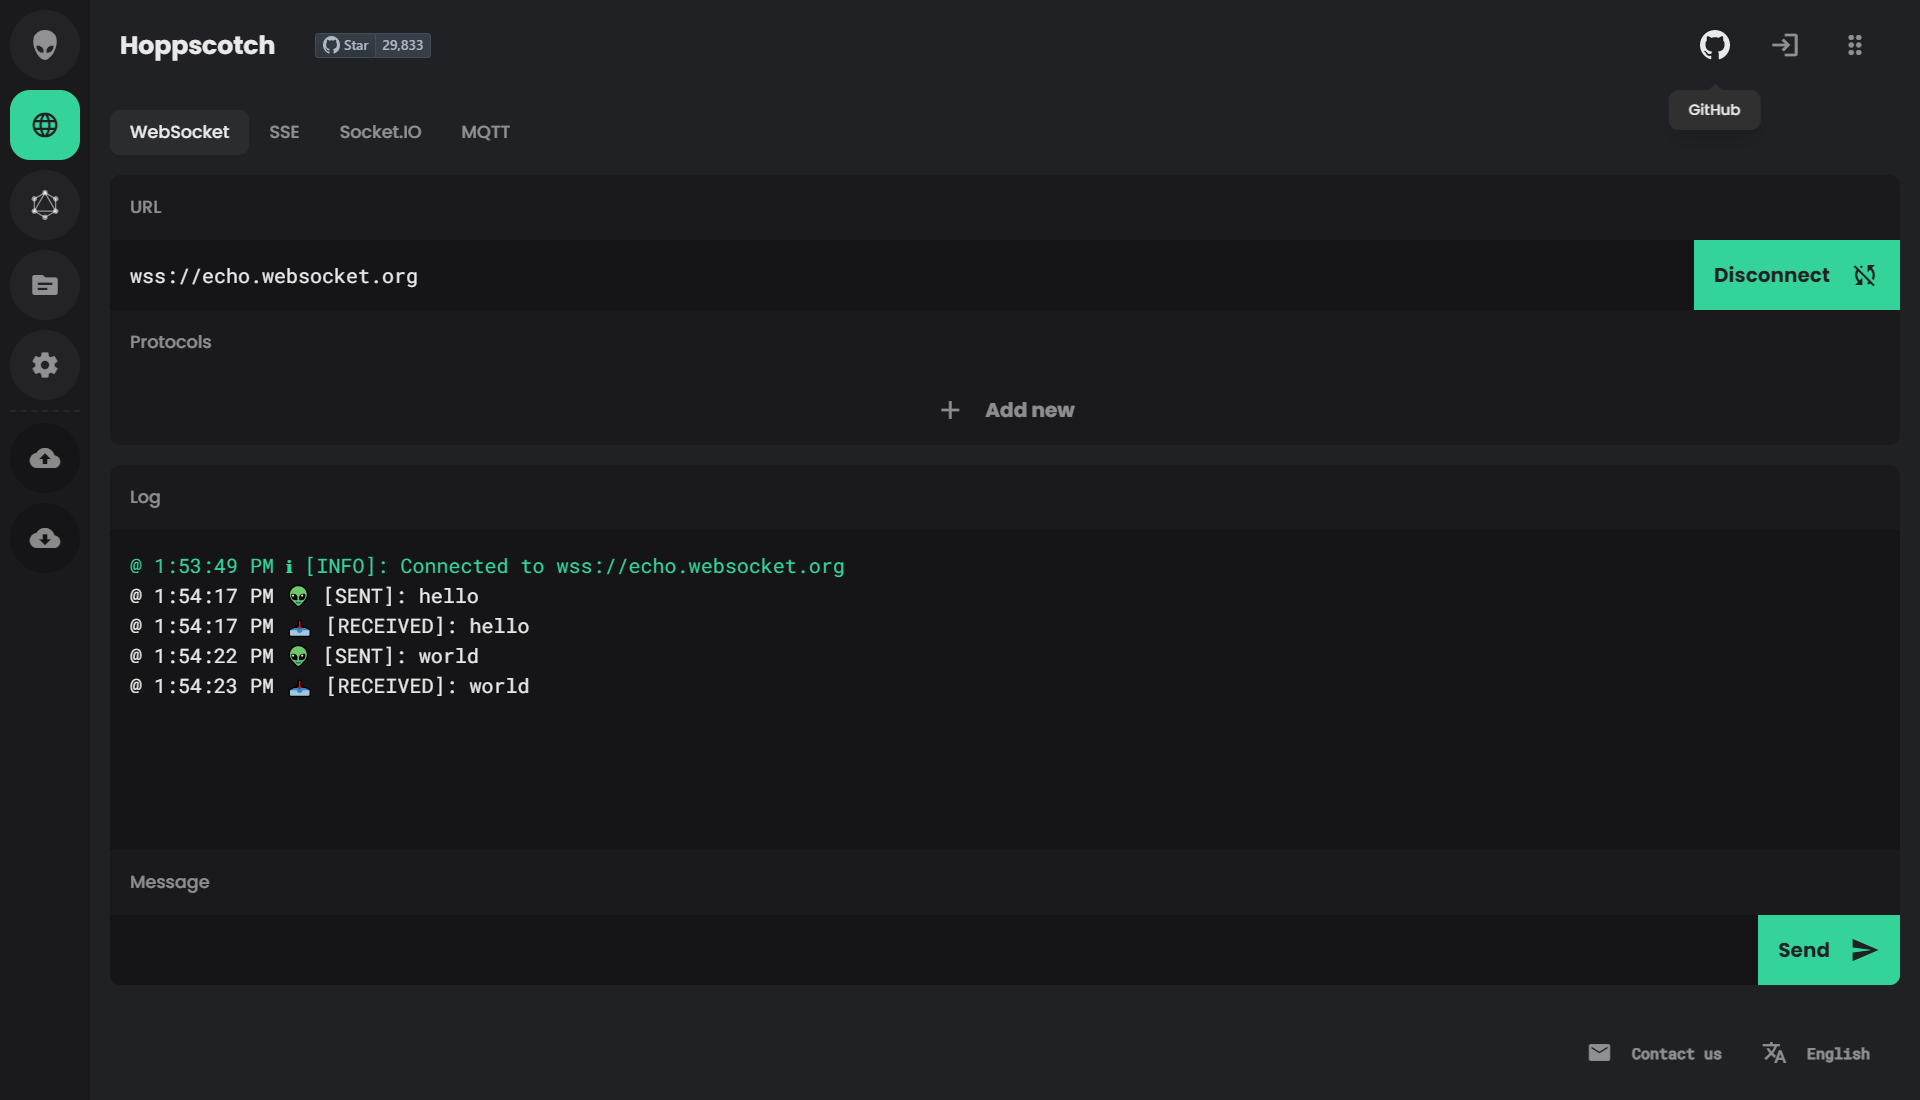 Hoppscotch
Star 29,833
GitHub
WebSocket SSE Socket.IO MQTT
URL
wss://echo.websocket.org
Disconnect
Protocols
Add new
Log
@ 1:53:49 PM ℹ [INFO]: Connected to wss://echo.websocket.org
@ 1:54:17 PM 👽 [SENT]: hello
@ 1:54:17 PM 📥 [RECEIVED]: hello
@ 1:54:22 PM 👽 [SENT]: world
@ 1:54:23 PM 📥 [RECEIVED]: world
Message
Send
Contact us English